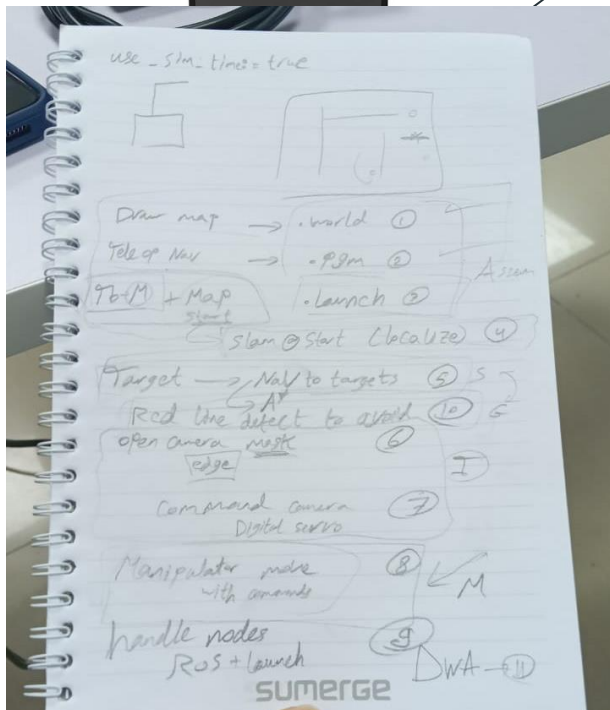 use_sim_time:= true
Draw map → .world ①
Teleop Nav → .Pgm ②
Tb+M + Map .Launch ③
start
Slam @ Start (localize) ④
Target → Nav to targets ⑤ S
A*
Red line detect to avoid ⑩ G
open camera mask ⑥
edge
I
Command camera ⑦
Digital servo
Manipulator move ⑧
with commands
M
handle nodes ⑨
ROS + Launch
DWA - ⑪
SUMERGE